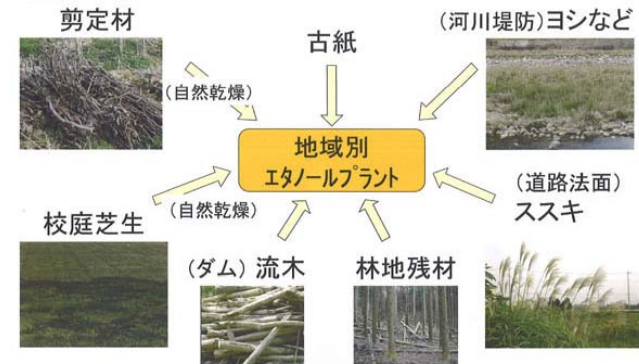 剪定材
古紙
（河川堤防）ヨシなど
（自然乾燥）
地域別
エタノールプラント
（道路法面）
ススキ
校庭芝生
（自然乾燥）
（ダム）流木
林地残材